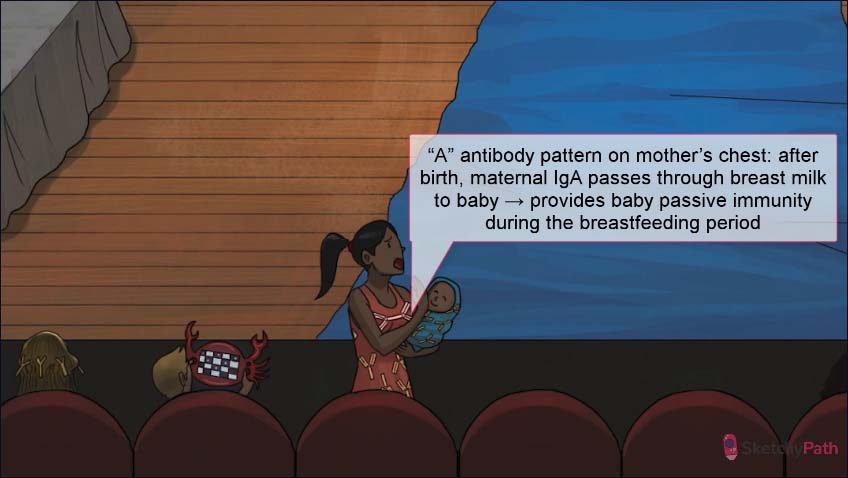 “A” antibody pattern on mother’s chest: after
birth, maternal IgA passes through breast milk
to baby → provides baby passive immunity
during the breastfeeding period
SketchyPath